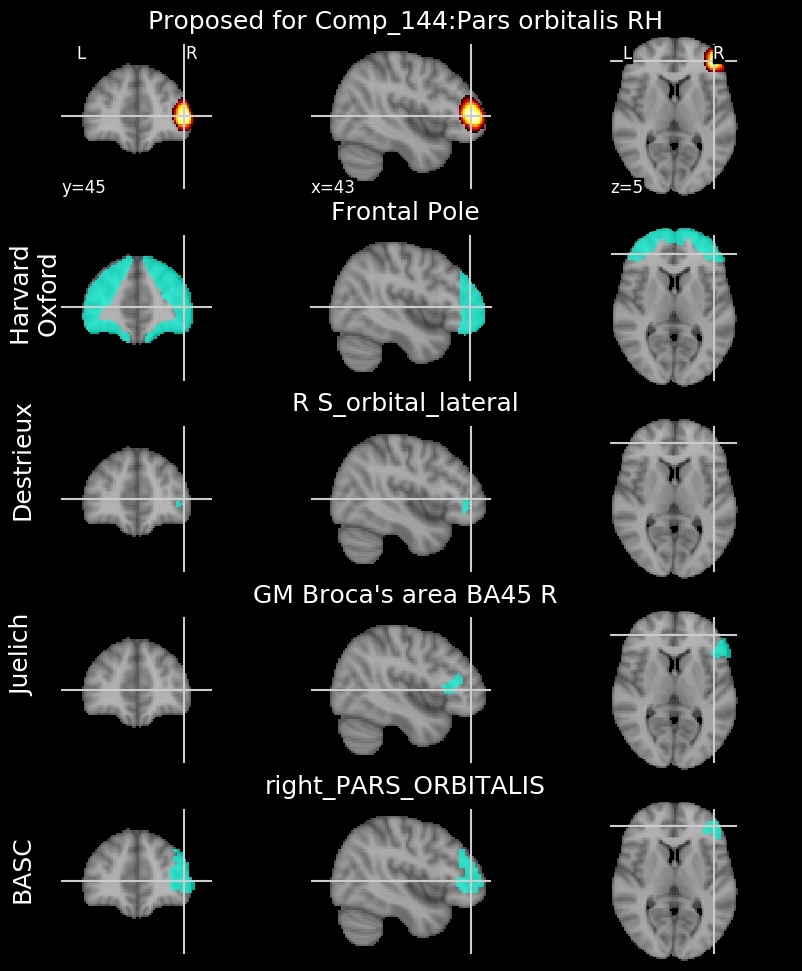 Proposed for Comp_144:Pars orbitalis RH
L R L R
y=45 x=43 z=5
Frontal Pole
Harvard
Oxford
R S_orbital_lateral
Destrieux
GM Broca's area BA45 R
Juelich
right_PARS_ORBITALIS
BASC